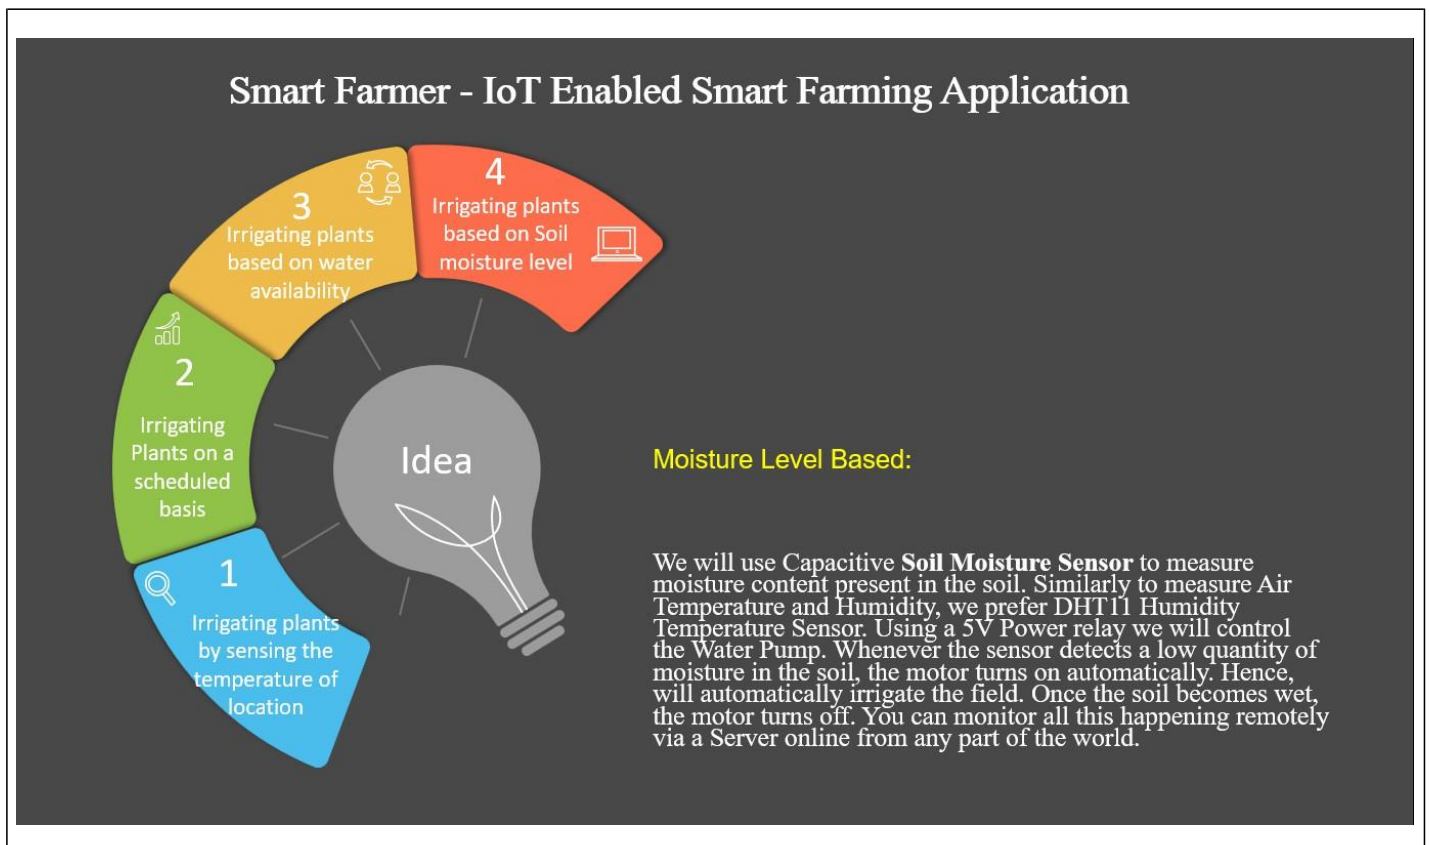 Smart Farmer - IoT Enabled Smart Farming Application
4
Irrigating plants
based on Soil
moisture level
3
Irrigating plants
based on water
availability
2
Irrigating
Plants on a
scheduled
basis
1
Irrigating plants
by sensing the
temperature of
location
Idea
Moisture Level Based:
We will use Capacitive Soil Moisture Sensor to measure
moisture content present in the soil. Similarly to measure Air
Temperature and Humidity, we prefer DHT11 Humidity
Temperature Sensor. Using a 5V Power relay we will control
the Water Pump. Whenever the sensor detects a low quantity of
moisture in the soil, the motor turns on automatically. Hence,
will automatically irrigate the field. Once the soil becomes wet,
the motor turns off. You can monitor all this happening remotely
via a Server online from any part of the world.